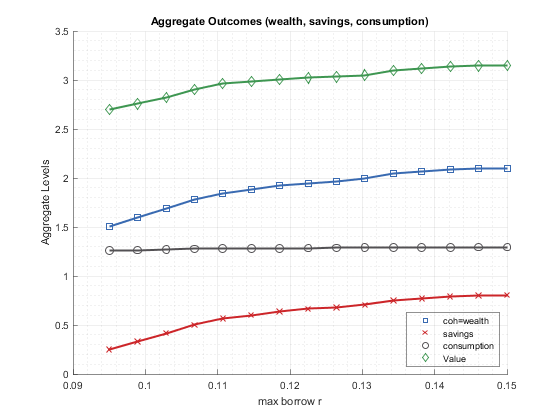 Aggregate Outcomes (wealth, savings, consumption)
3.5
3
2.5
2
1.5
1
0.5
0
Aggregate Levels
0.09
0.1
0.11
0.12
0.13
0.14
0.15
max borrow r
coh=wealth
savings
consumption
Value